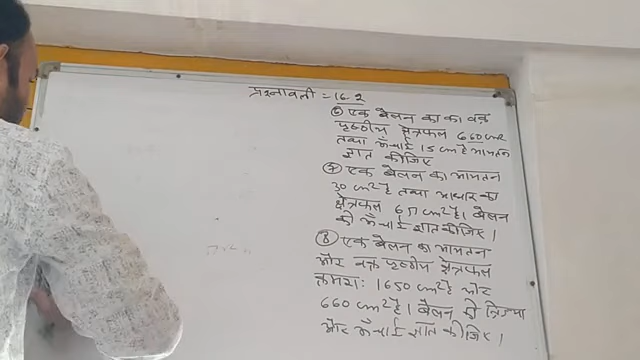 प्रश्नावली = 16.2
⑥ एक बेलन का का वक्र
पृष्ठीय क्षेत्रफल 660 cm2
तथा ऊँचाई 15 cm है आयतन
ज्ञात कीजिए
⑦ एक बेलन का आयतन
30 cm² है तथा आधार का
क्षेत्रफल 6 cm² है। बेलन
की ऊँचाई ज्ञात कीजिए।
⑧ एक बेलन का आयतन
और वक्र पृष्ठीय क्षेत्रफल
क्रमशः 1650 cm² और
660 cm² है। बेलन की त्रिज्या
और ऊँचाई ज्ञात कीजिए।